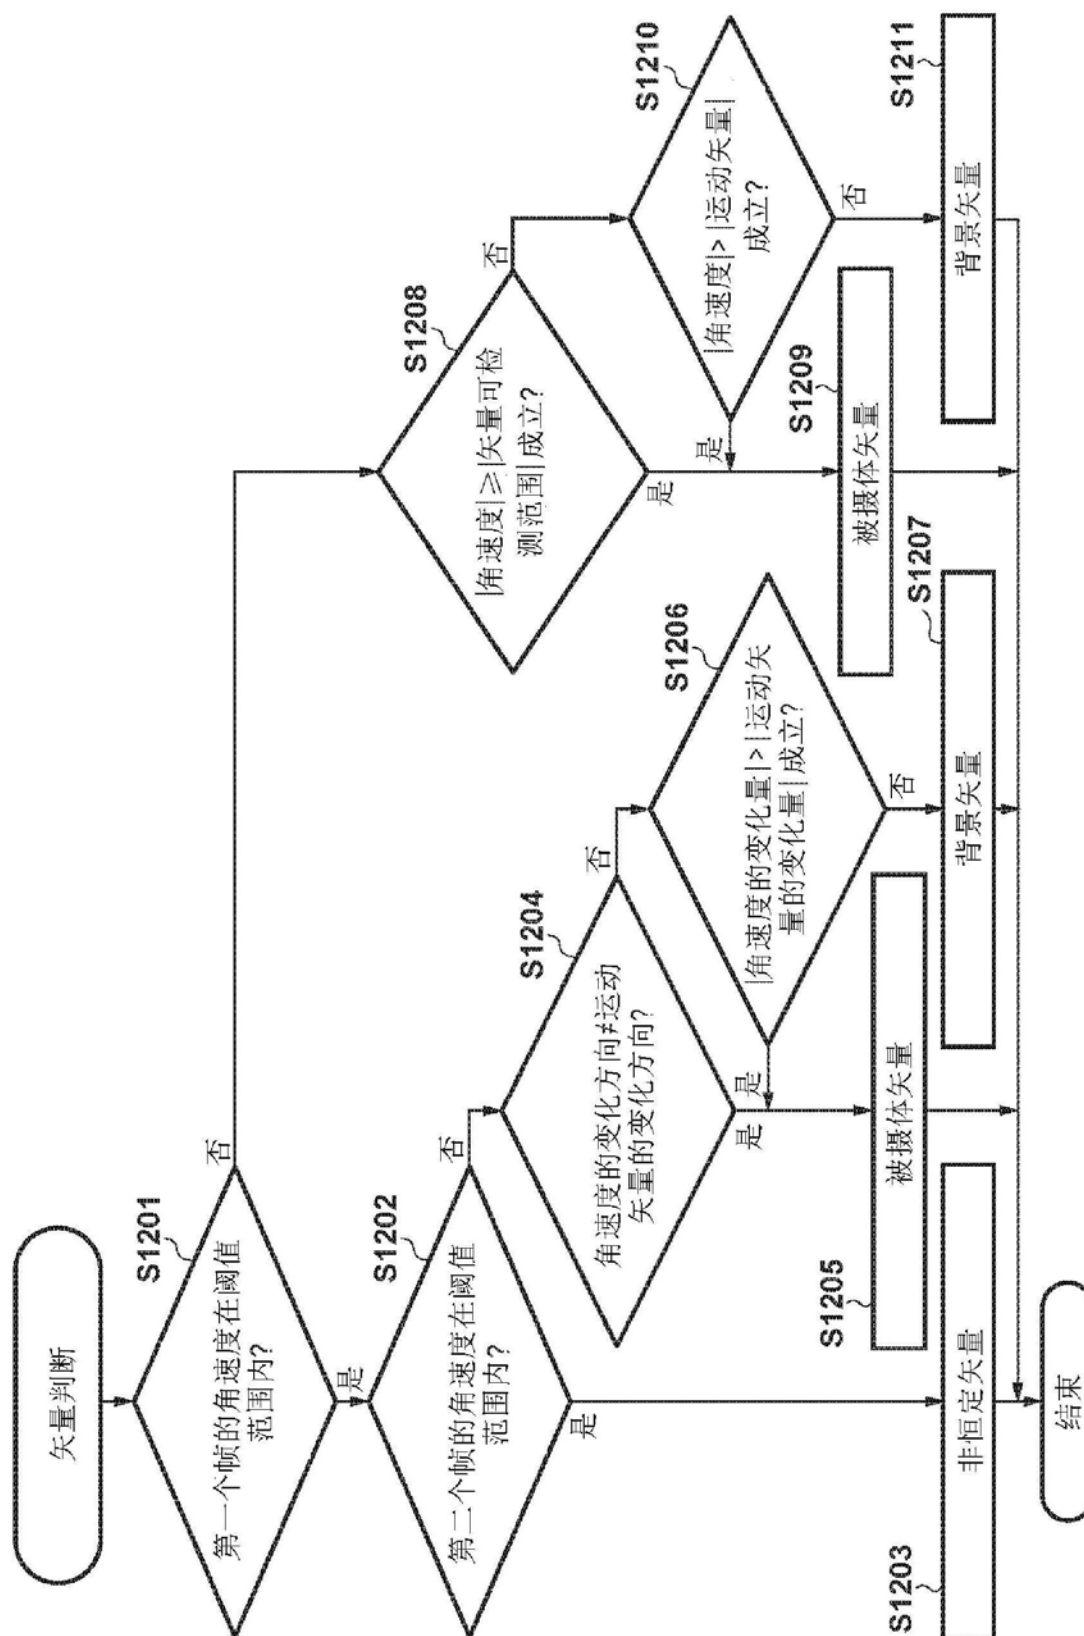 矢量判断
S1201
第一个帧的角速度在阈值
范围内?
是
否
S1202
第二个帧的角速度在阈值
范围内?
是
否
S1203
非恒定矢量
S1204
角速度的变化方向≠运动
矢量的变化方向?
是
否
S1205
被摄体矢量
S1206
|角速度的变化量|>|运动矢
量的变化量|成立?
是
否
S1207
背景矢量
S1208
|角速度|≥|矢量可检
测范围|成立?
是
否
S1209
被摄体矢量
S1210
|角速度|>|运动矢量|
成立?
是
否
S1211
背景矢量
结束